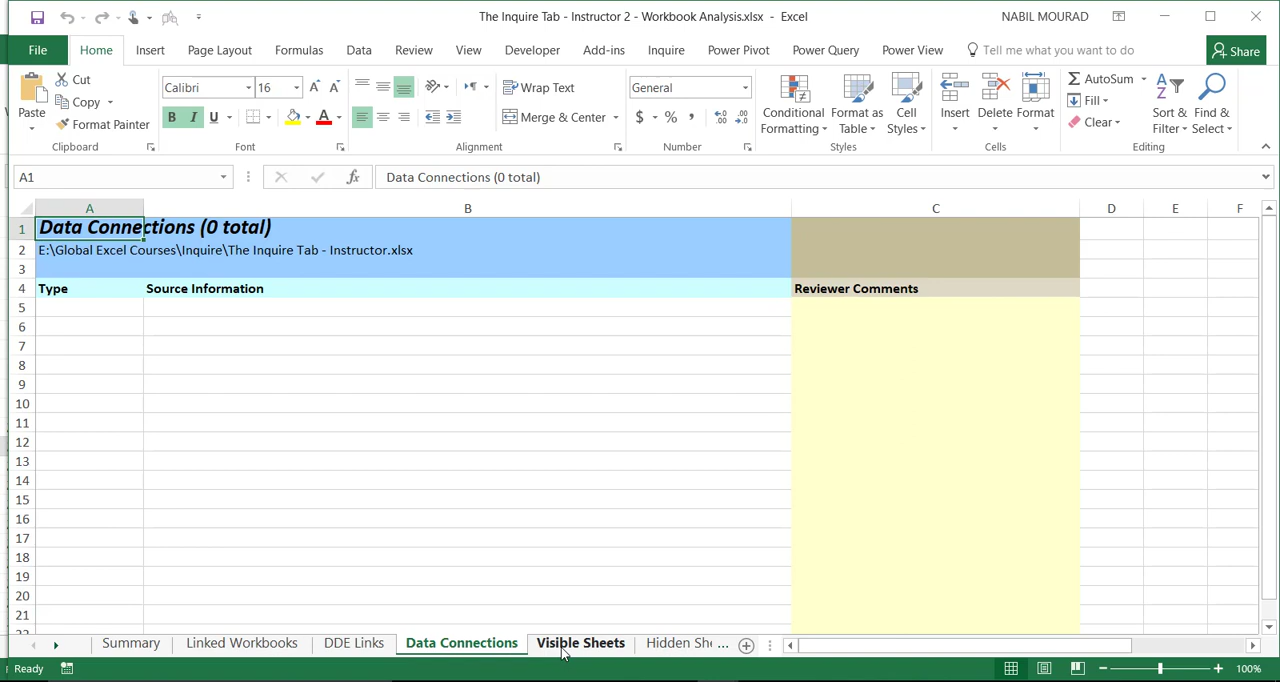 The Inquire Tab - Instructor 2 - Workbook Analysis.xlsx - Excel
NABIL MOURAD
File Home Insert Page Layout Formulas Data Review View Developer Add-ins Inquire Power Pivot Power Query Power View Tell me what you want to do Share
Paste
Cut
Copy
Format Painter
Clipboard
Calibri 16
B I U
Font
Wrap Text
Merge & Center
Alignment
General
$ % ,
Number
Conditional Formatting
Format as Table
Cell Styles
Styles
Insert Delete Format
Cells
AutoSum
Fill
Clear
Sort & Filter
Find & Select
Editing
A1 fx Data Connections (0 total)
A B C D E F
1 Data Connections (0 total)
2 E:\Global Excel Courses\Inquire\The Inquire Tab - Instructor.xlsx
3
4 Type Source Information Reviewer Comments
5
6
7
8
9
10
11
12
13
14
15
16
17
18
19
20
21
Summary Linked Workbooks DDE Links Data Connections Visible Sheets Hidden She ...
Ready 100%